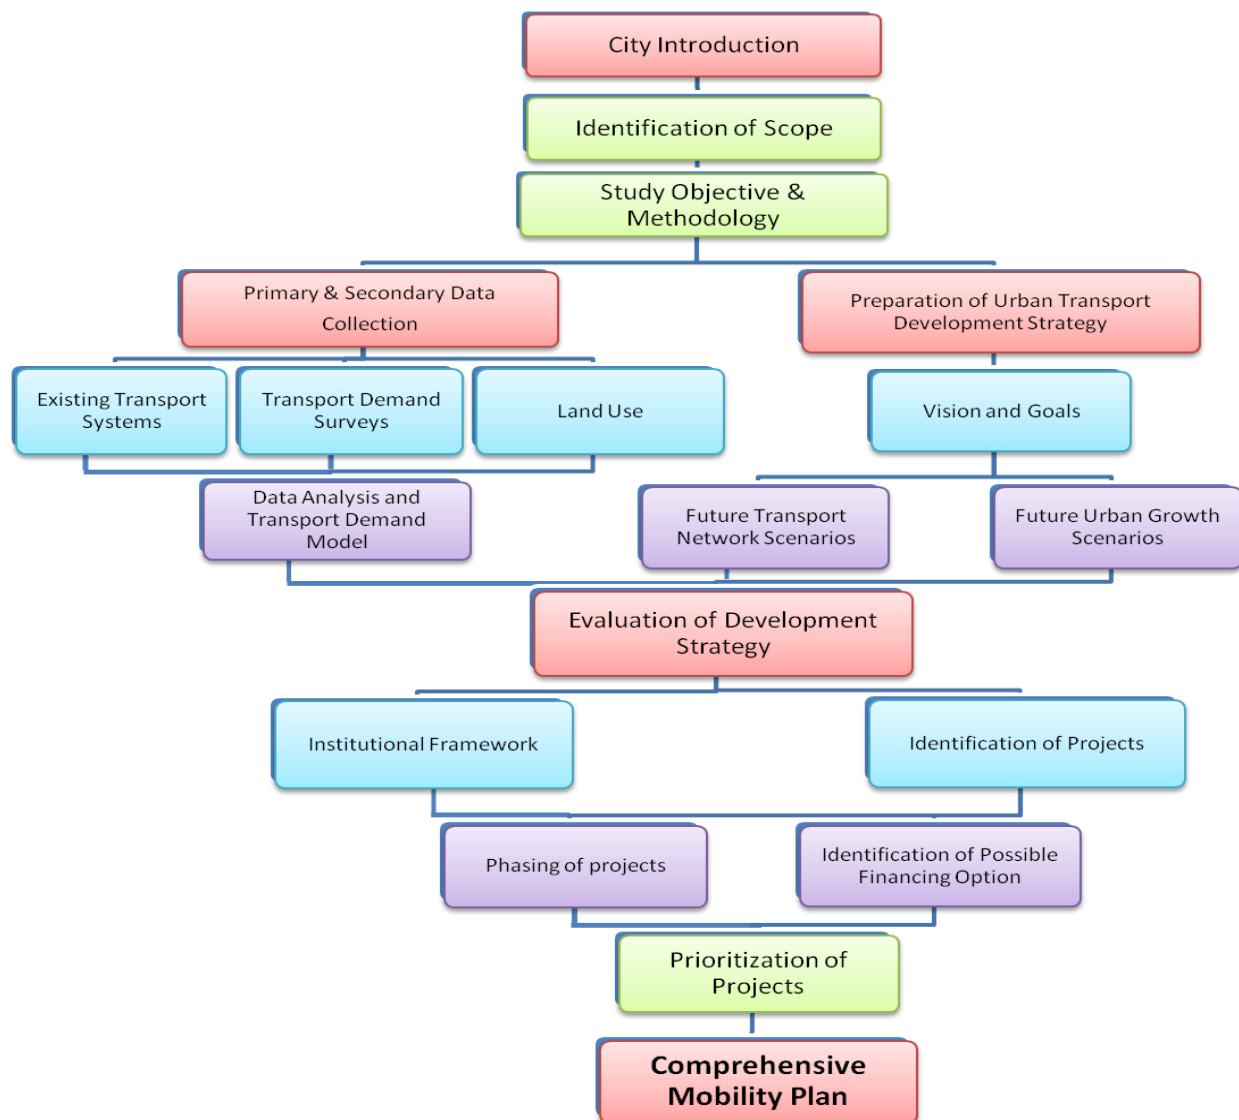 City Introduction
Identification of Scope
Study Objective &
Methodology
Primary & Secondary Data
Collection
Preparation of Urban Transport
Development Strategy
Existing Transport
Systems
Transport Demand
Surveys
Land Use
Vision and Goals
Data Analysis and
Transport Demand
Model
Future Transport
Network Scenarios
Future Urban Growth
Scenarios
Evaluation of Development
Strategy
Institutional Framework
Identification of Projects
Phasing of projects
Identification of Possible
Financing Option
Prioritization of
Projects
Comprehensive
Mobility Plan